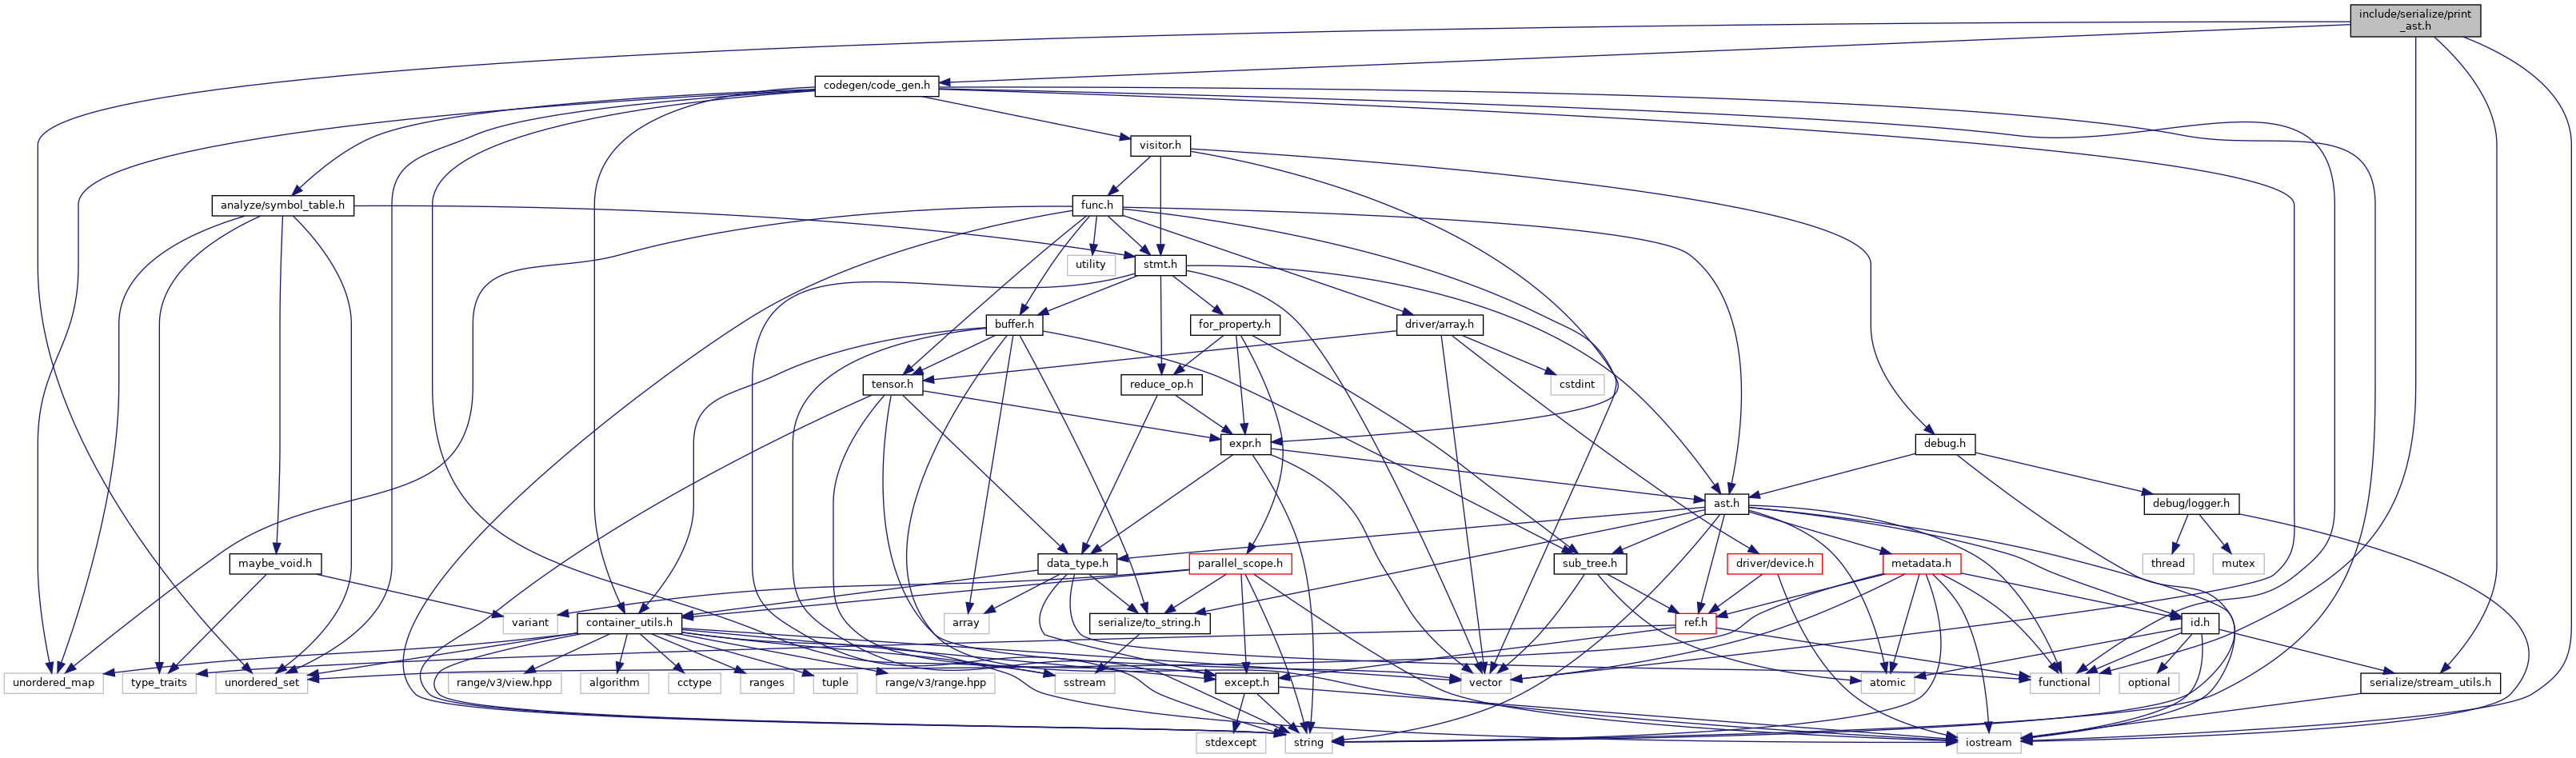 include/serialize/print
_ast.h
codegen/code_gen.h
visitor.h
analyze/symbol_table.h
func.h
utility
stmt.h
buffer.h
for_property.h
driver/array.h
tensor.h
reduce_op.h
cstdint
expr.h
debug.h
ast.h
debug/logger.h
maybe_void.h
data_type.h
parallel_scope.h
sub_tree.h
driver/device.h
metadata.h
thread
mutex
variant
container_utils.h
array
serialize/to_string.h
ref.h
id.h
unordered_map
type_traits
unordered_set
range/v3/view.hpp
algorithm
cctype
ranges
tuple
range/v3/range.hpp
sstream
except.h
vector
atomic
functional
optional
serialize/stream_utils.h
stdexcept
string
iostream